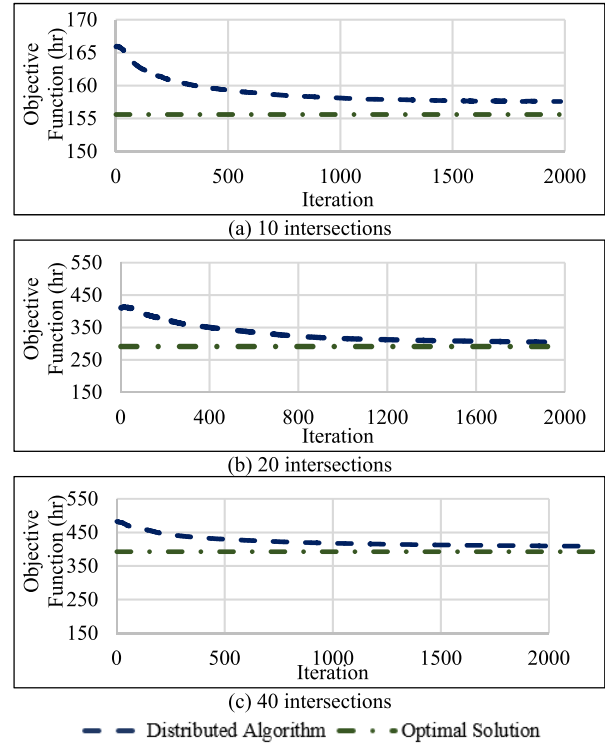 Objective
Function (hr)
170
165
160
155
150
0 500 1000 1500 2000
Iteration
(a) 10 intersections
Objective
Function (hr)
550
450
350
250
150
0 400 800 1200 1600 2000
Iteration
(b) 20 intersections
Objective
Function (hr)
550
450
350
250
150
0 500 1000 1500 2000
Iteration
(c) 40 intersections
Distributed Algorithm Optimal Solution